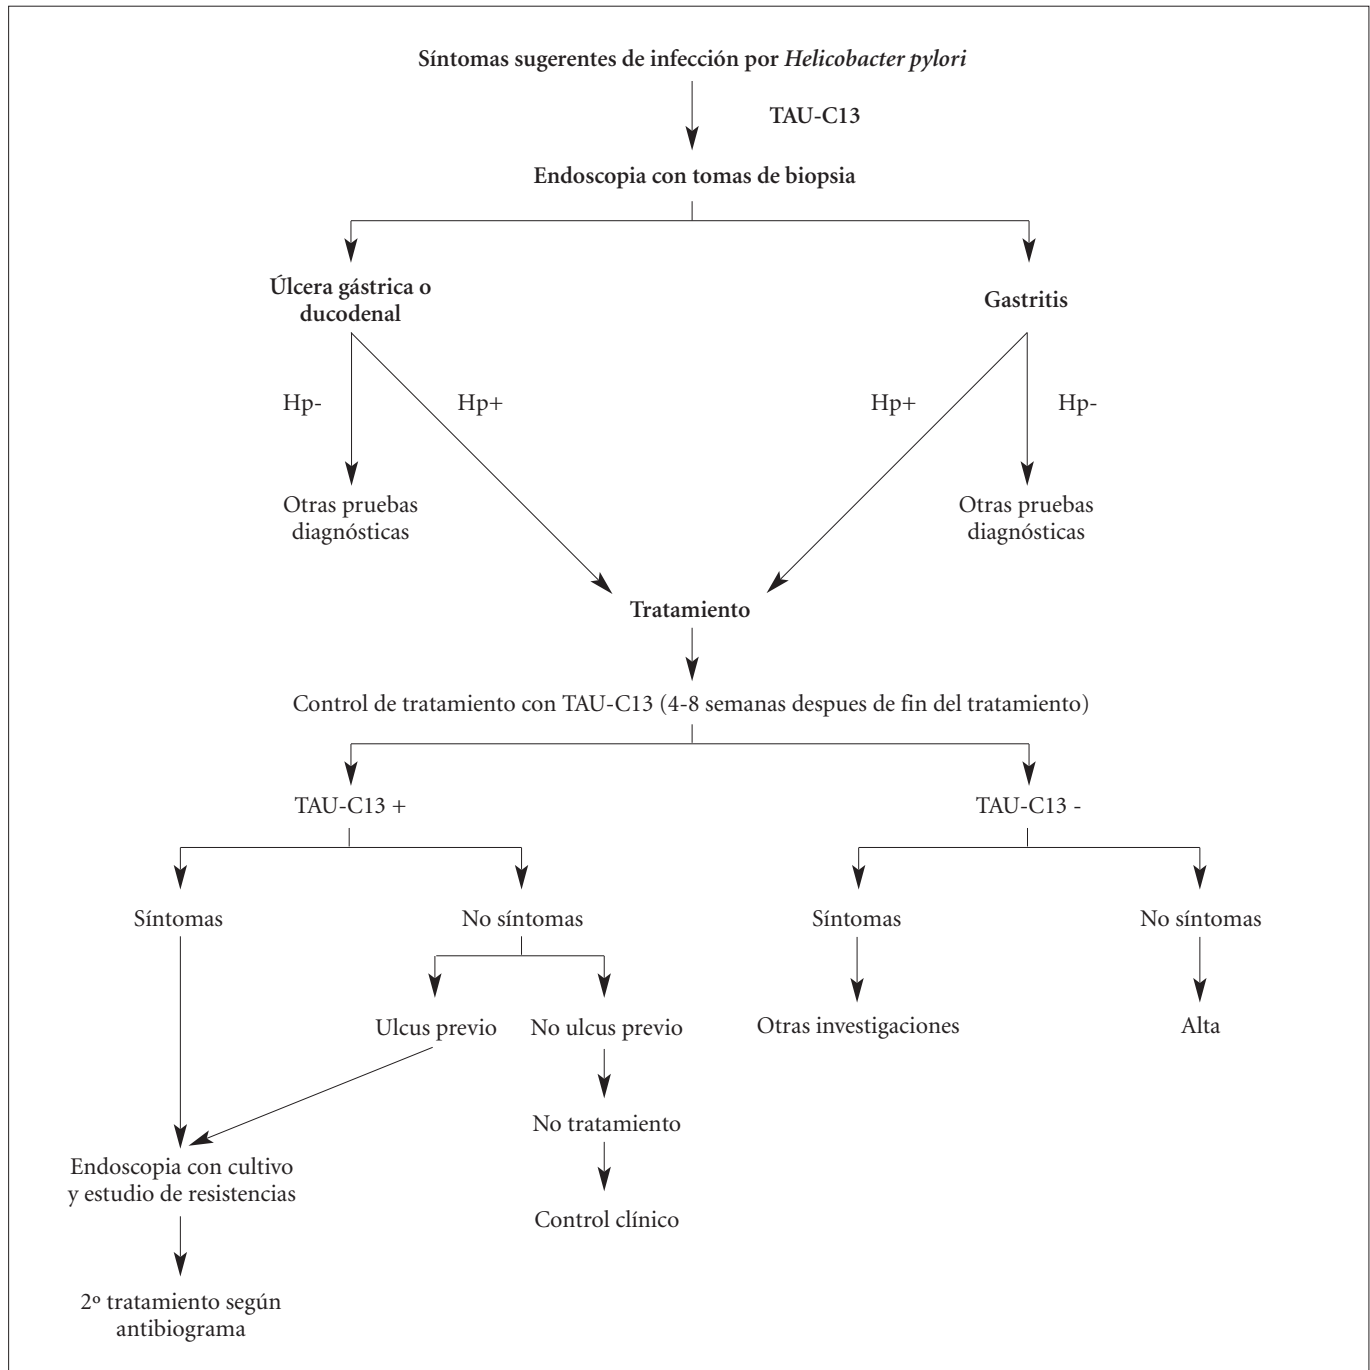 Síntomas sugerentes de infección por Helicobacter pylori
TAU-C13
Endoscopia con tomas de biopsia
Úlcera gástrica o
ducodenal
Gastritis
Hp-
Hp+
Hp+
Hp-
Otras pruebas
diagnósticas
Otras pruebas
diagnósticas
Tratamiento
Control de tratamiento con TAU-C13 (4-8 semanas despues de fin del tratamiento)
TAU-C13 +
TAU-C13 -
Síntomas
No síntomas
Síntomas
No síntomas
Ulcus previo
No ulcus previo
Otras investigaciones
Alta
No tratamiento
Endoscopia con cultivo
y estudio de resistencias
Control clínico
2º tratamiento según
antibiograma